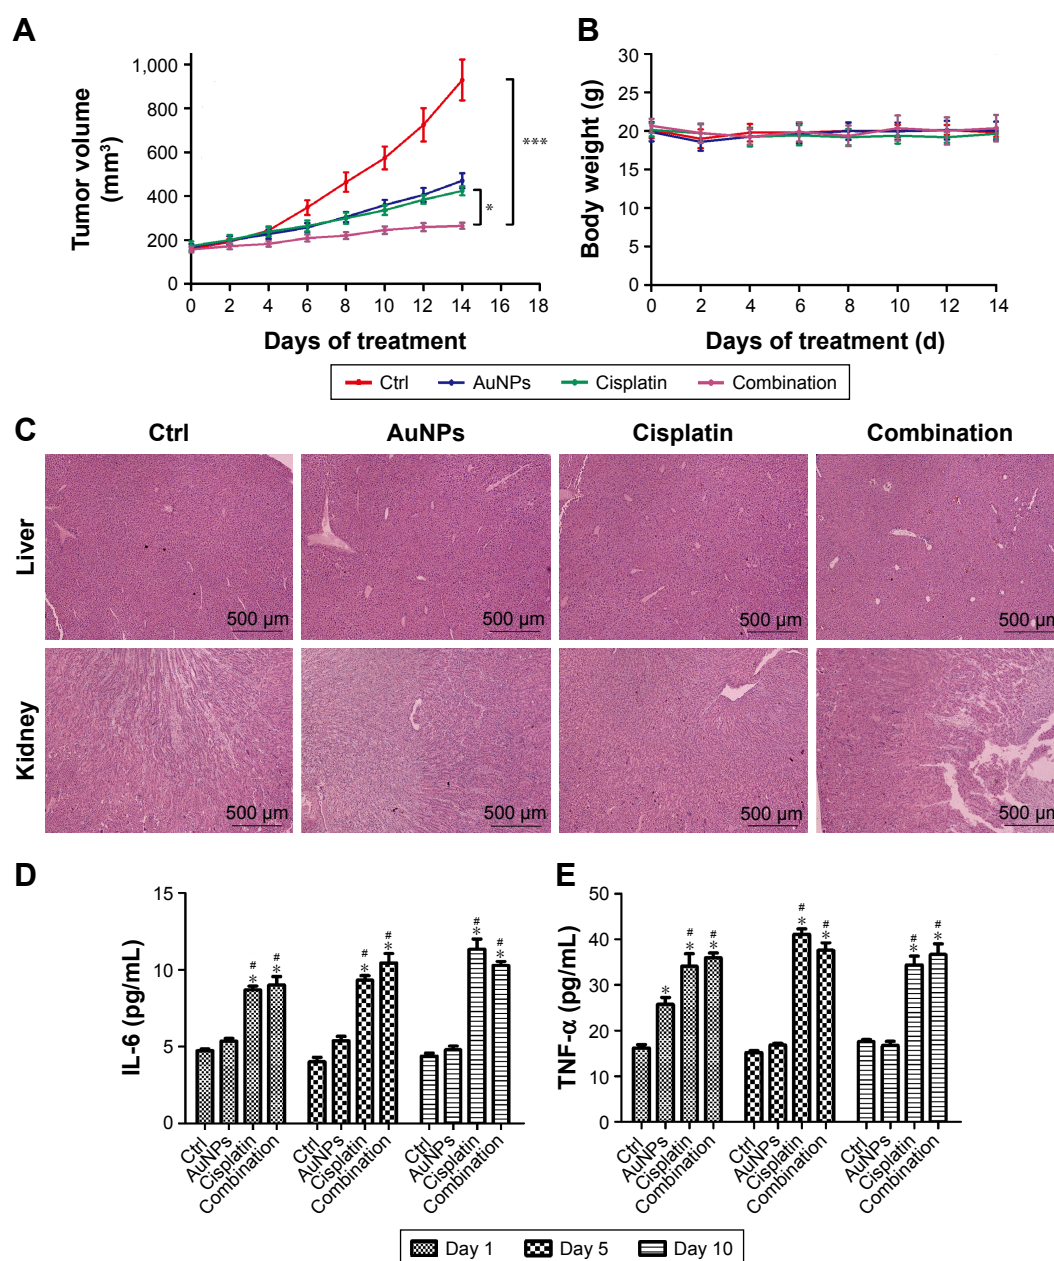 A
Tumor volume
(mm³)
1,000
800
600
400
200
0
***
*
0 2 4 6 8 10 12 14 16 18
Days of treatment
B
Body weight (g)
30
25
20
15
10
5
0
0 2 4 6 8 10 12 14
Days of treatment (d)
Ctrl AuNPs Cisplatin Combination
C
Ctrl AuNPs Cisplatin Combination
Liver
500 µm 500 µm 500 µm 500 µm
Kidney
500 µm 500 µm 500 µm 500 µm
D
IL-6 (pg/mL)
15
10
5
0
# # # # # #
* * * * * *
Ctrl AuNPs Cisplatin Combination Ctrl AuNPs Cisplatin Combination Ctrl AuNPs Cisplatin Combination
E
TNF-α (pg/mL)
50
40
30
20
10
0
# # # # # #
* * * * * * *
Ctrl AuNPs Cisplatin Combination Ctrl AuNPs Cisplatin Combination Ctrl AuNPs Cisplatin Combination
Day 1 Day 5 Day 10